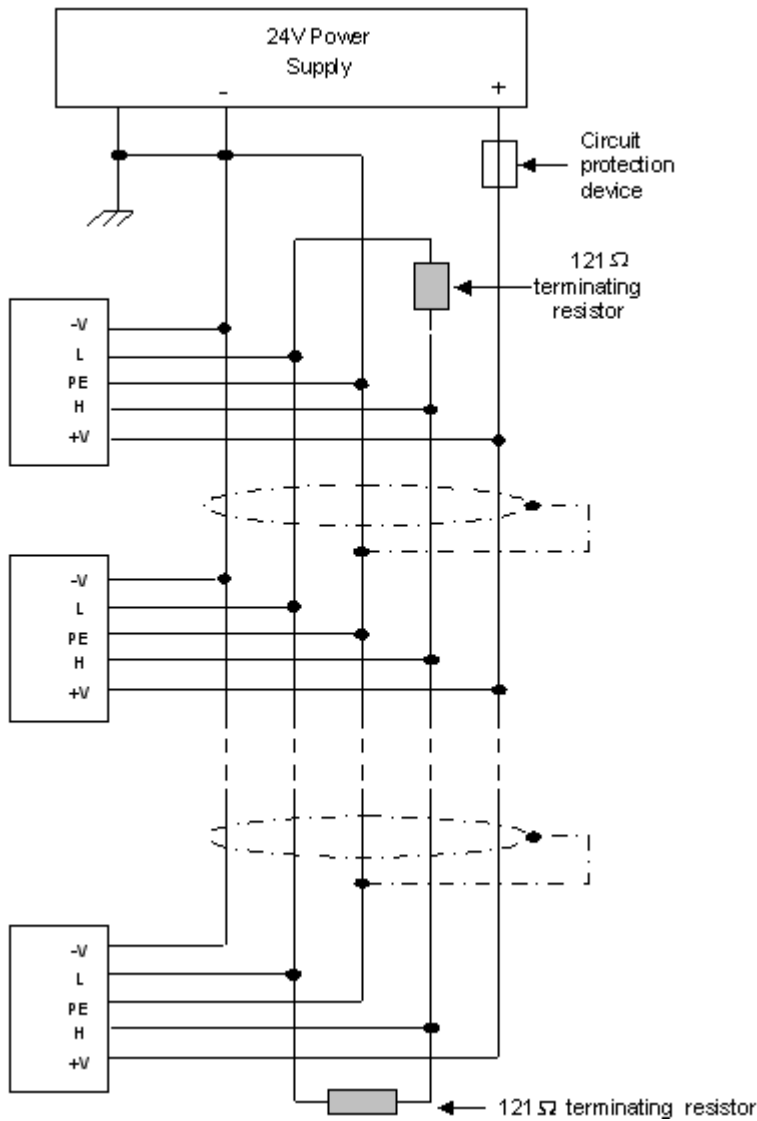 24V Power
Supply
-
+
Circuit
protection
device
121 Ω
terminating
resistor
-V
L
PE
H
+V
-V
L
PE
H
+V
-V
L
PE
H
+V
121 Ω terminating resistor